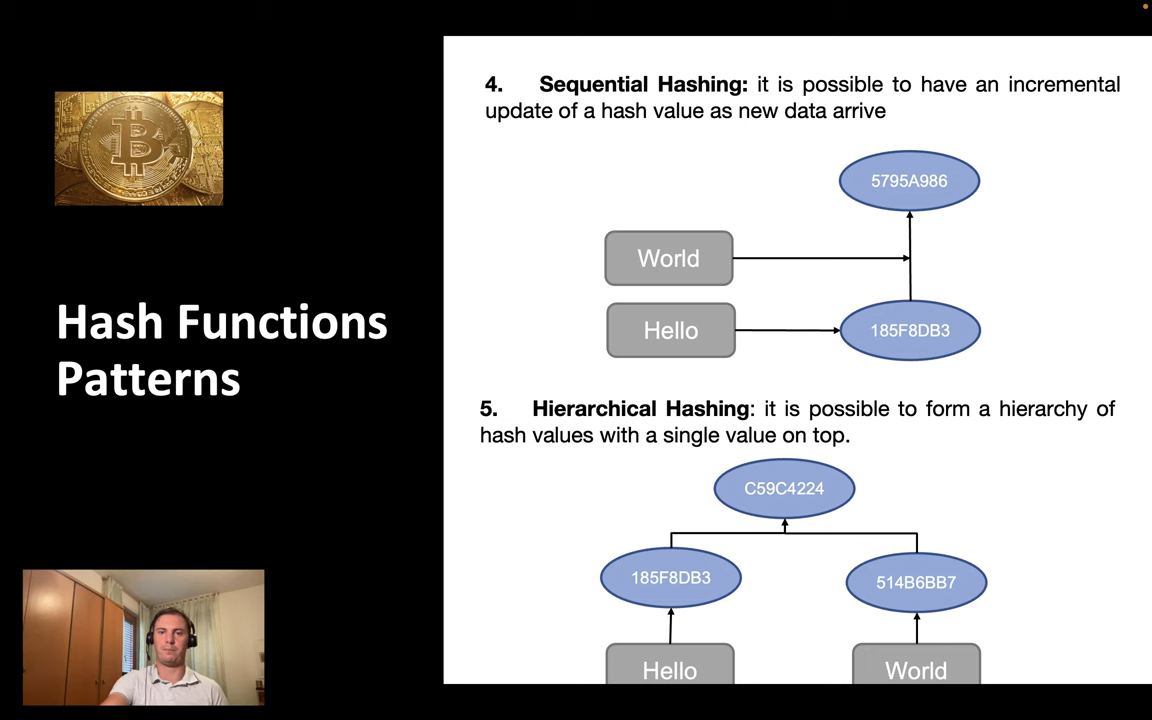 Hash Functions
Patterns
4. Sequential Hashing: it is possible to have an incremental
update of a hash value as new data arrive
5795A986
World
Hello
185F8DB3
5. Hierarchical Hashing: it is possible to form a hierarchy of
hash values with a single value on top.
C59C4224
185F8DB3
514B6BB7
Hello
World